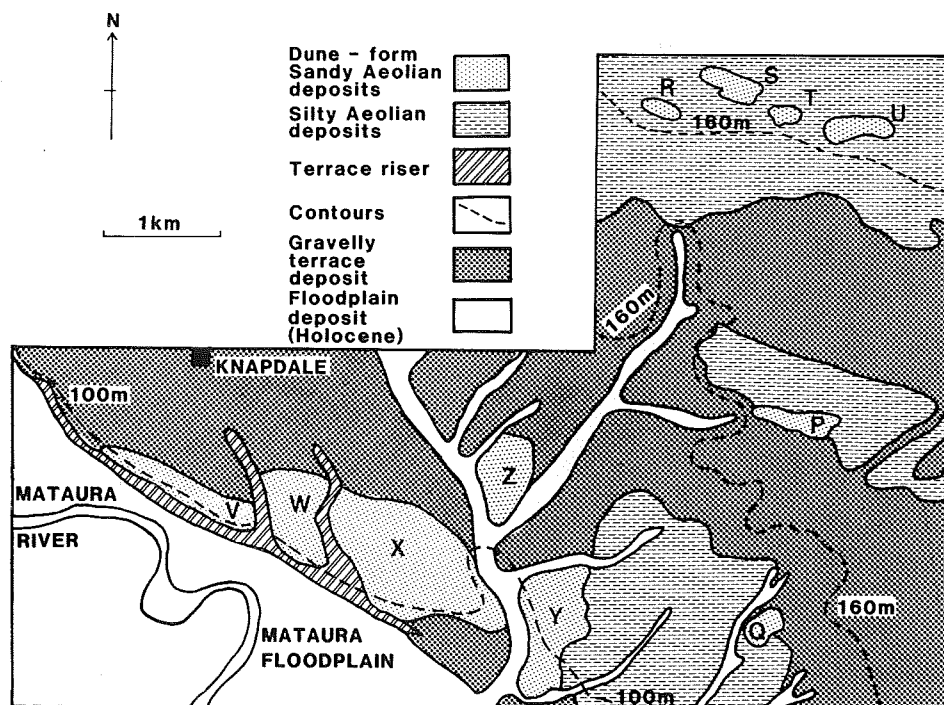 N
1km
Dune - form
Sandy Aeolian
deposits
Silty Aeolian
deposits
Terrace riser
Contours
Gravelly
terrace
deposit
Floodplain
deposit
(Holocene)
R
S
T
U
160m
160m
KNAPDALE
100m
P
Z
MATAURA
RIVER
V
W
X
Y
Q
160m
MATAURA
FLOODPLAIN
100m